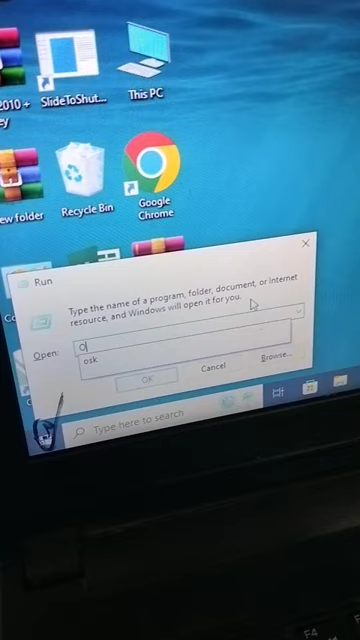 2010 +
SlideToShut...
This PC
ey
ew folder
Recycle Bin
Google
Chrome
Run
Type the name of a program, folder, document, or Internet
resource, and Windows will open it for you.
Open:
O
osk
OK
Cancel
Browse...
Type here to search
F4